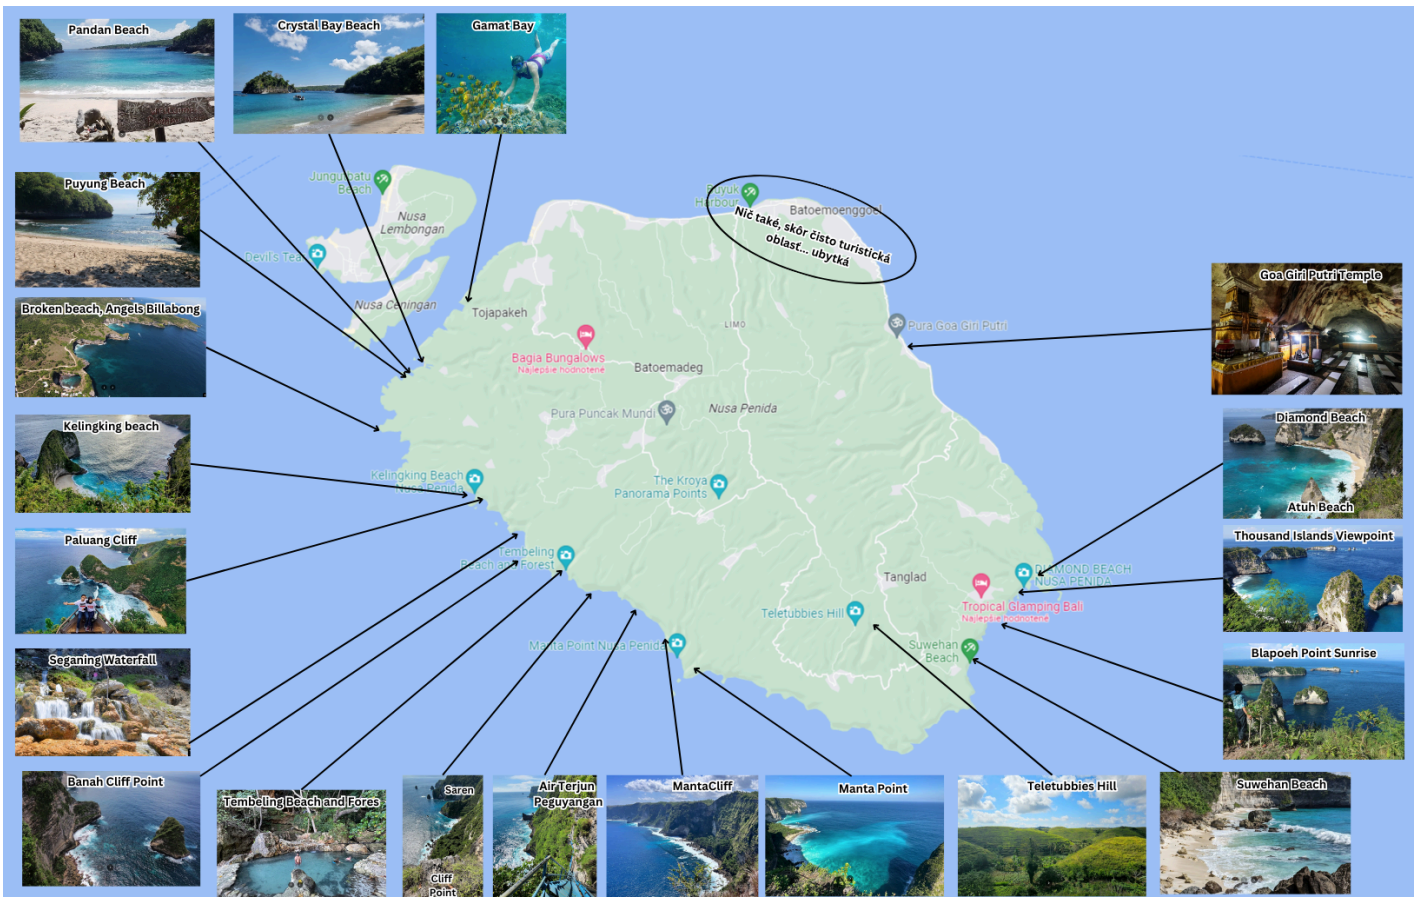 Pandan Beach
Crystal Bay Beach
Gamat Bay
Puyung Beach
Broken beach, Angels Billabong
Kelingking beach
Paluang Cliff
Seganing Waterfall
Banah Cliff Point
Tembeling Beach and Fores
Saren
Cliff
Point
Air Terjun
Peguyangan
MantaCliff
Manta Point
Teletubbies Hill
Suwehan Beach
Blapoeh Point Sunrise
Thousand Islands Viewpoint
Diamond Beach
Atuh Beach
Goa Giri Putri Temple
Nusa
Lembongan
Nusa Ceningan
Buyuk
Harbour
Batoemoenggoel
Nič také, skôr čisto turistická
oblasť... ubytká
Tojapakeh
LIMO
Pura Goa Giri Putri
Bagia Bungalows
Najlepšie hodnotené
Batoemadeg
Pura Puncak Mundi
Nusa Penida
Kelingking Beach
Nusa Penida
The Kroya
Panorama Points
Tembeling
Beach and Forest
Tanglad
DIAMOND BEACH
NUSA PENIDA
Tropical Glamping Bali
Najlepšie hodnotené
Teletubbies Hill
Suwehan
Beach
Manta Point Nusa Penida